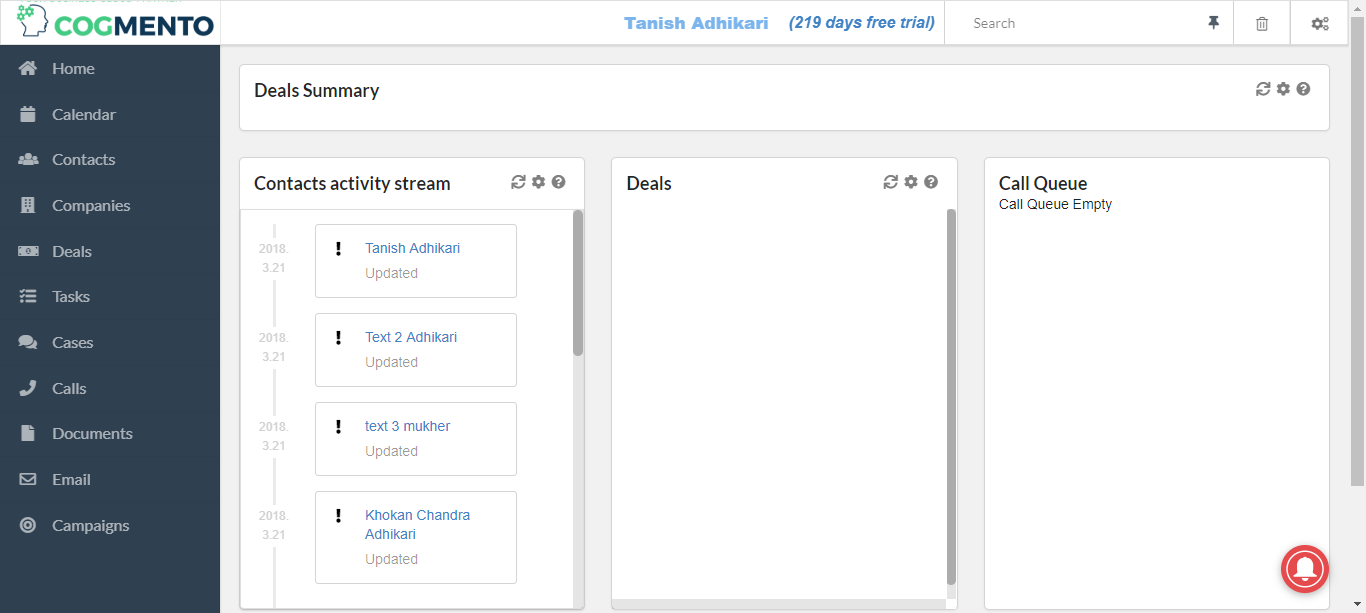 COGMENTO
Tanish Adhikari (219 days free trial) Search
Home
Calendar
Contacts
Companies
Deals
Tasks
Cases
Calls
Documents
Email
Campaigns
Deals Summary
Contacts activity stream
2018.
3.21
Tanish Adhikari
Updated
2018.
3.21
Text 2 Adhikari
Updated
2018.
3.21
text 3 mukher
Updated
2018.
3.21
Khokan Chandra
Adhikari
Updated
Deals
Call Queue
Call Queue Empty